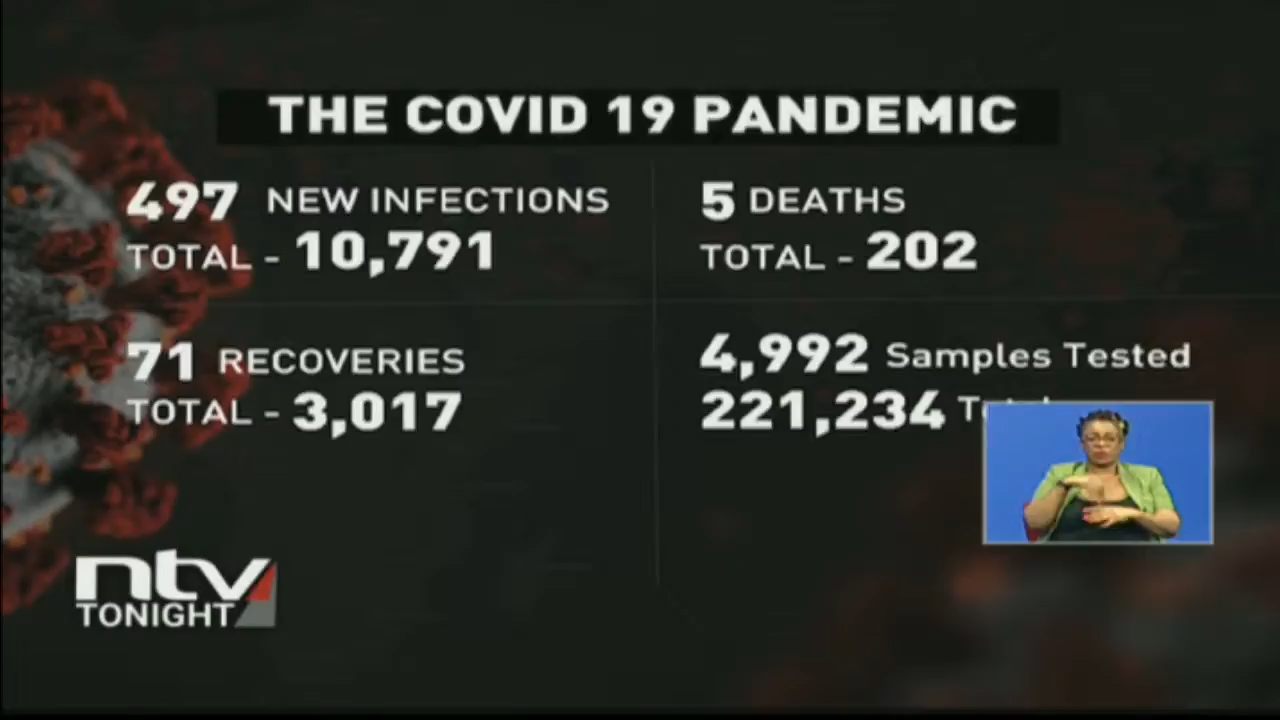 THE COVID 19 PANDEMIC
497 NEW INFECTIONS
TOTAL - 10,791
5 DEATHS
TOTAL - 202
71 RECOVERIES
TOTAL - 3,017
4,992 Samples Tested
221,234
ntv
TONIGHT